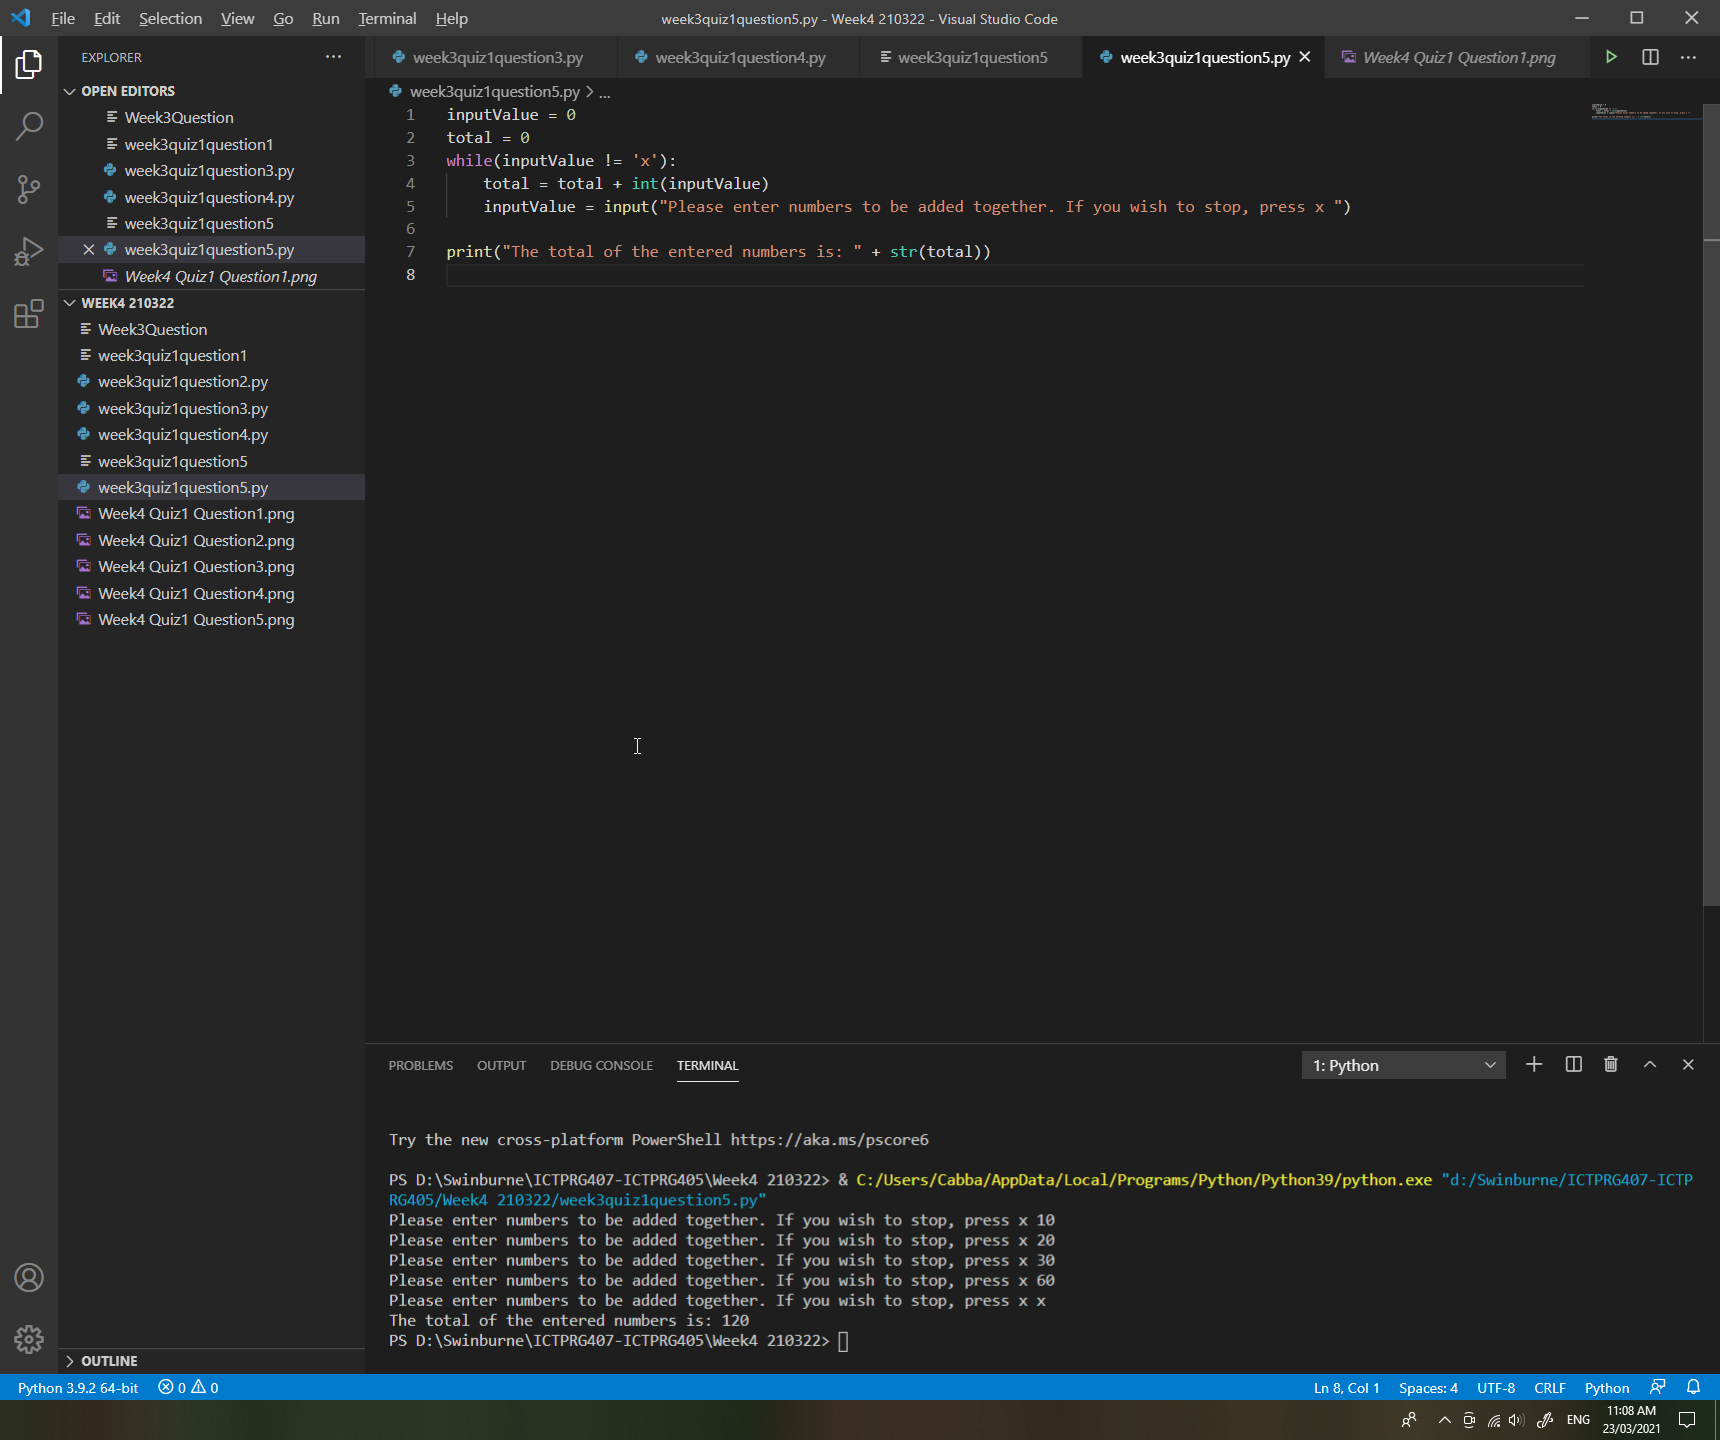 File Edit Selection View Go Run Terminal Help
week3quiz1question5.py - Week4 210322 - Visual Studio Code
EXPLORER
OPEN EDITORS
Week3Question
week3quiz1question1
week3quiz1question3.py
week3quiz1question4.py
week3quiz1question5
week3quiz1question5.py
Week4 Quiz1 Question1.png
WEEK4 210322
Week3Question
week3quiz1question1
week3quiz1question2.py
week3quiz1question3.py
week3quiz1question4.py
week3quiz1question5
week3quiz1question5.py
Week4 Quiz1 Question1.png
Week4 Quiz1 Question2.png
Week4 Quiz1 Question3.png
Week4 Quiz1 Question4.png
Week4 Quiz1 Question5.png
OUTLINE
week3quiz1question3.py week3quiz1question4.py week3quiz1question5 week3quiz1question5.py Week4 Quiz1 Question1.png
week3quiz1question5.py > ...
1 inputValue = 0
2 total = 0
3 while(inputValue != 'x'):
4     total = total + int(inputValue)
5     inputValue = input("Please enter numbers to be added together. If you wish to stop, press x ")
6
7 print("The total of the entered numbers is: " + str(total))
8
PROBLEMS OUTPUT DEBUG CONSOLE TERMINAL 1: Python
Try the new cross-platform PowerShell https://aka.ms/pscore6
PS D:\Swinburne\ICTPRG407-ICTPRG405\Week4 210322> & C:/Users/Cabba/AppData/Local/Programs/Python/Python39/python.exe "d:/Swinburne/ICTPRG407-ICTP
RG405/Week4 210322/week3quiz1question5.py"
Please enter numbers to be added together. If you wish to stop, press x 10
Please enter numbers to be added together. If you wish to stop, press x 20
Please enter numbers to be added together. If you wish to stop, press x 30
Please enter numbers to be added together. If you wish to stop, press x 60
Please enter numbers to be added together. If you wish to stop, press x x
The total of the entered numbers is: 120
PS D:\Swinburne\ICTPRG407-ICTPRG405\Week4 210322>
Python 3.9.2 64-bit 0 0 Ln 8, Col 1 Spaces: 4 UTF-8 CRLF Python
ENG 11:08 AM
23/03/2021